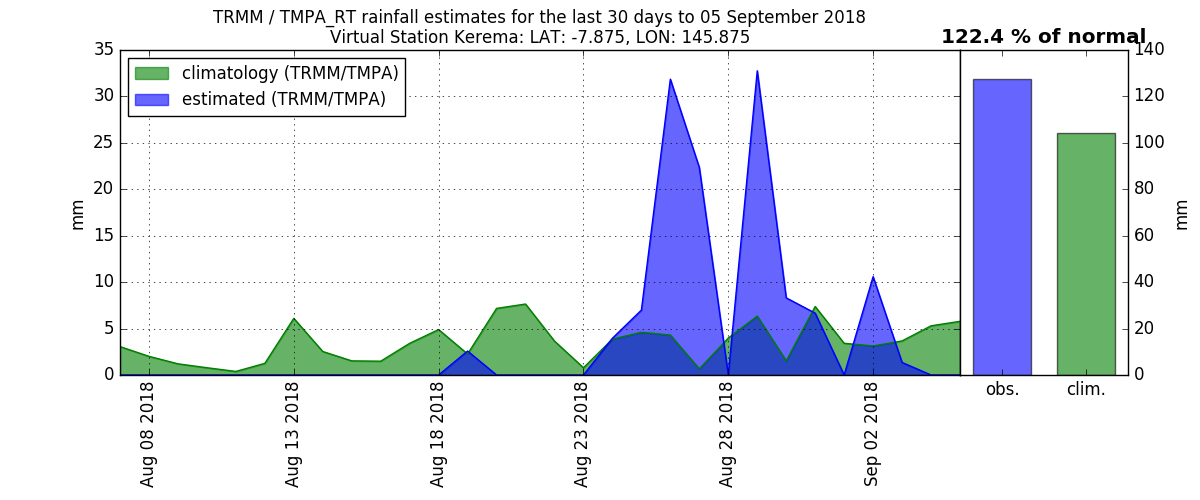 TRMM / TMPA_RT rainfall estimates for the last 30 days to 05 September 2018
Virtual Station Kerema: LAT: -7.875, LON: 145.875
122.4 % of normal
climatology (TRMM/TMPA)
estimated (TRMM/TMPA)
35
30
25
20
15
10
5
0
mm
Aug 08 2018
Aug 13 2018
Aug 18 2018
Aug 23 2018
Aug 28 2018
Sep 02 2018
140
120
100
80
60
40
20
0
mm
obs.
clim.